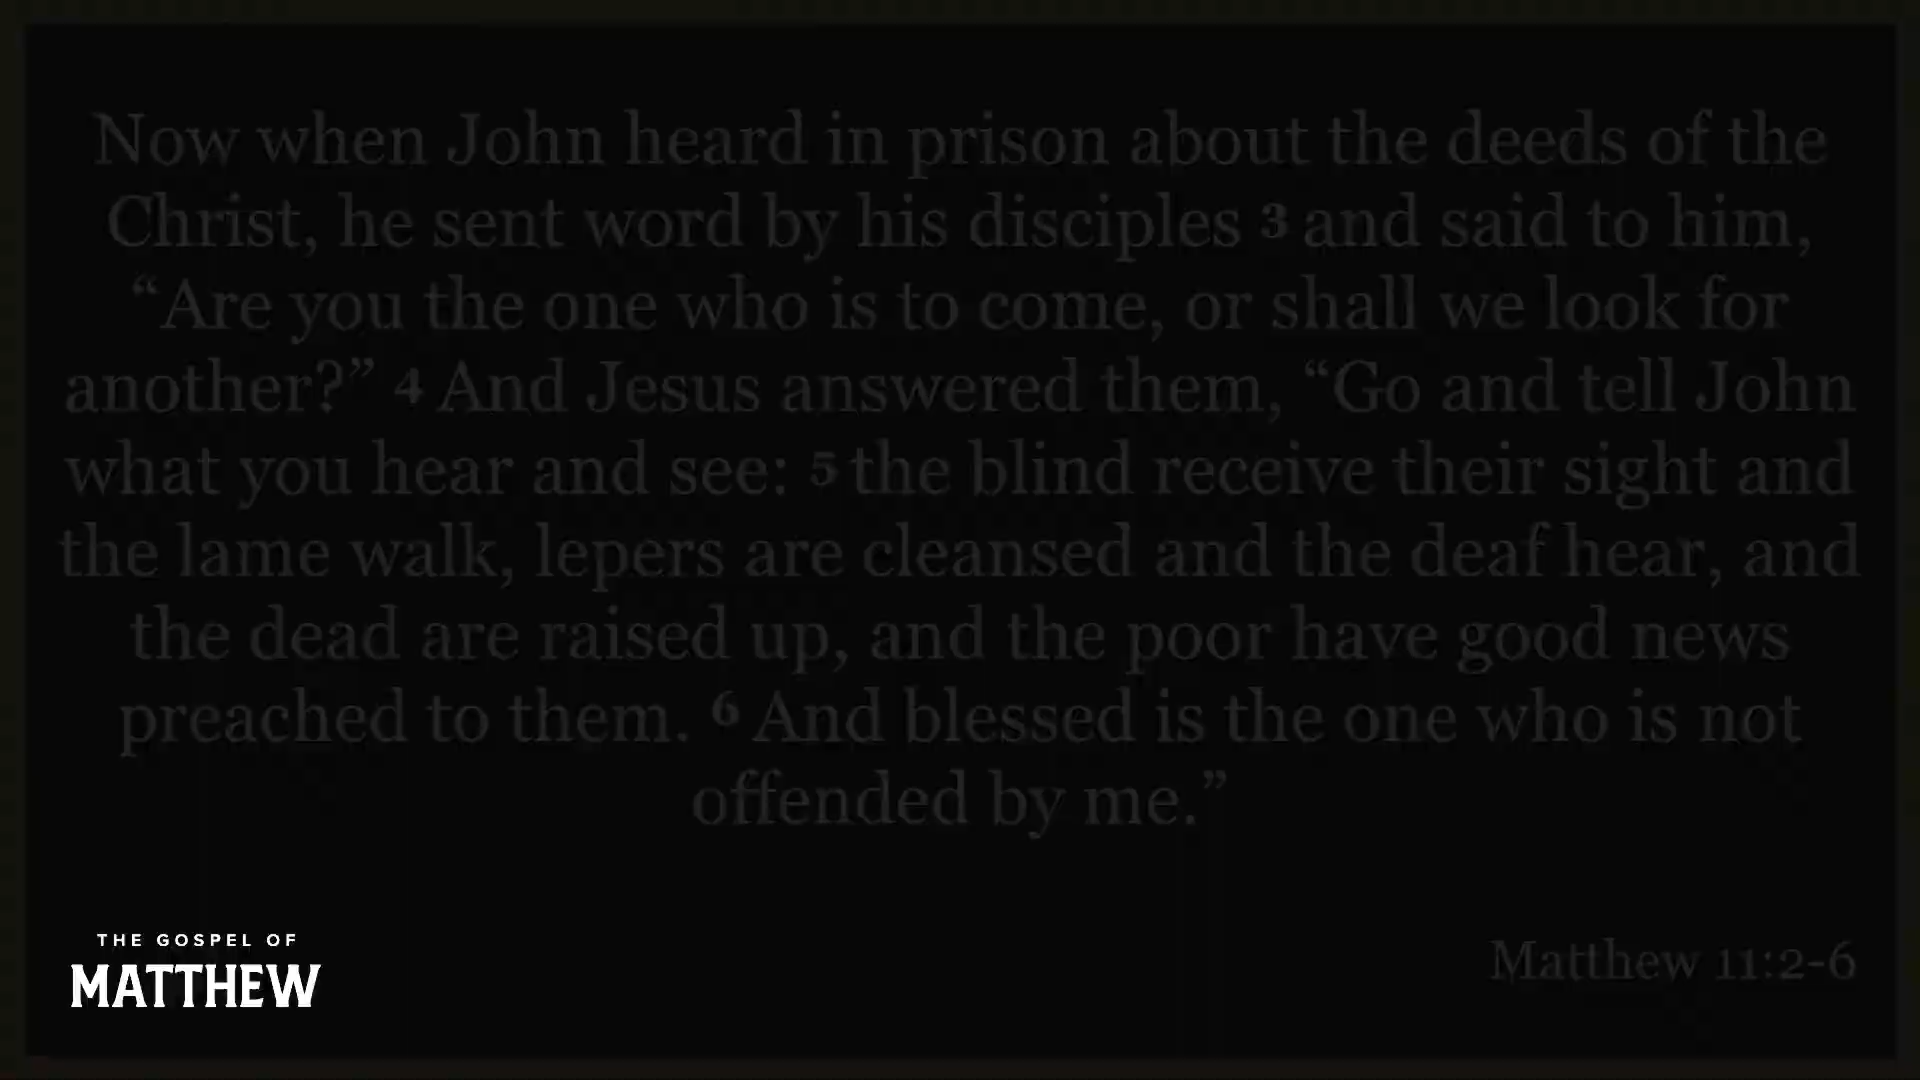 Now when John heard in prison about the deeds of the
Christ, he sent word by his disciples 3 and said to him,
“Are you the one who is to come, or shall we look for
another?” 4 And Jesus answered them, “Go and tell John
what you hear and see: 5 the blind receive their sight and
the lame walk, lepers are cleansed and the deaf hear, and
the dead are raised up, and the poor have good news
preached to them. 6 And blessed is the one who is not
offended by me.”
THE GOSPEL OF
MATTHEW
Matthew 11:2-6